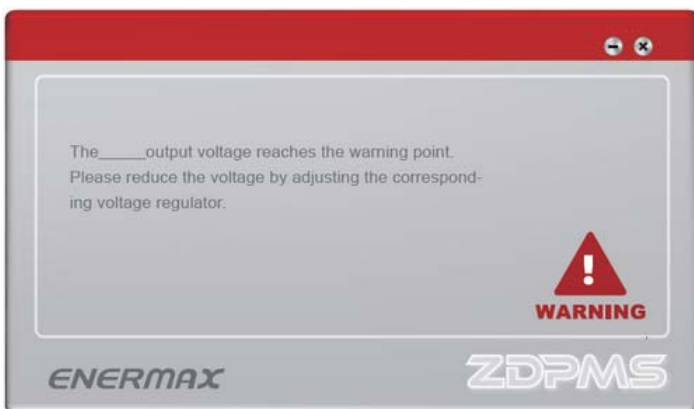 The_____output voltage reaches the warning point.
Please reduce the voltage by adjusting the correspond-
ing voltage regulator.
WARNING
ENERMAX
ZDPMS